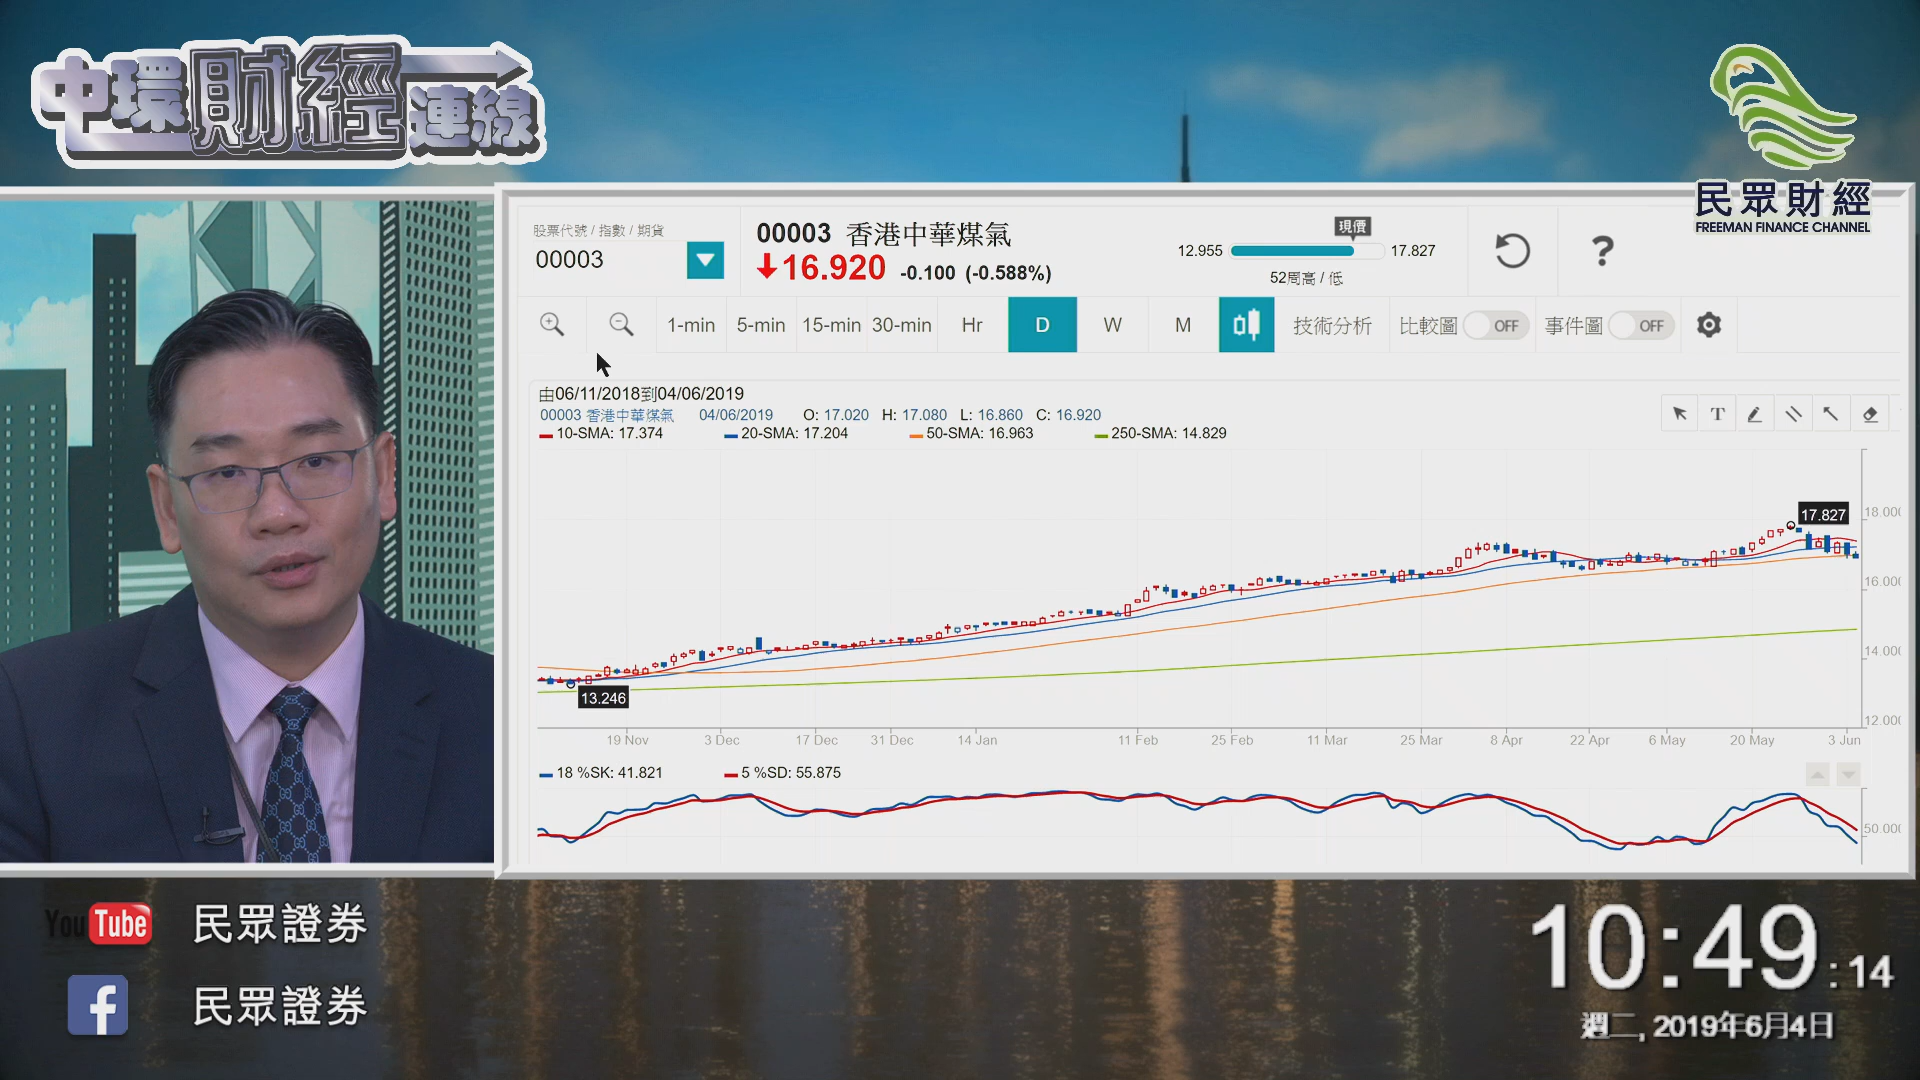 中環財經連線
民眾財經
FREEMAN FINANCE CHANNEL
股票代號 / 指數 / 期貨
00003
00003 香港中華煤氣
16.920 -0.100 (-0.588%)
現價
12.955 17.827
52周高 / 低
?
1-min 5-min 15-min 30-min Hr D W M 技術分析 比較圖 OFF 事件圖 OFF
由06/11/2018到04/06/2019
00003 香港中華煤氣 04/06/2019 O: 17.020 H: 17.080 L: 16.860 C: 16.920
10-SMA: 17.374 20-SMA: 17.204 50-SMA: 16.963 250-SMA: 14.829
T
17.827
18.000
16.000
14.000
13.246
12.000
19 Nov 3 Dec 17 Dec 31 Dec 14 Jan 11 Feb 25 Feb 11 Mar 25 Mar 8 Apr 22 Apr 6 May 20 May 3 Jun
18 %SK: 41.821 5 %SD: 55.875
50.000
YouTube 民眾證券
f 民眾證券
10:49:14
週二, 2019年6月4日